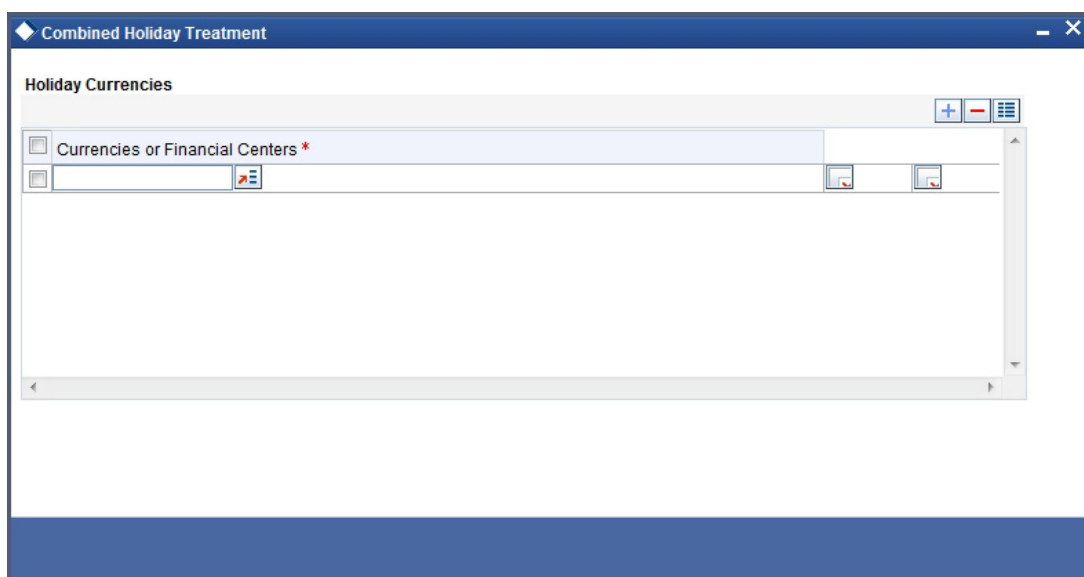 Combined Holiday Treatment
Holiday Currencies
Currencies or Financial Centers *